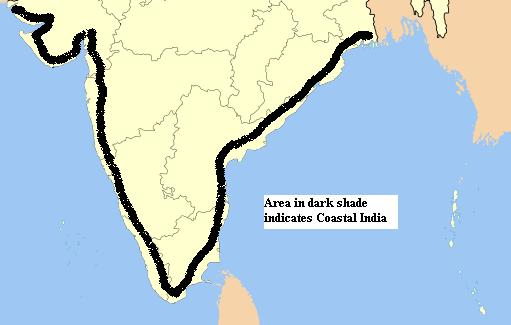 Area in dark shade
indicates Coastal India